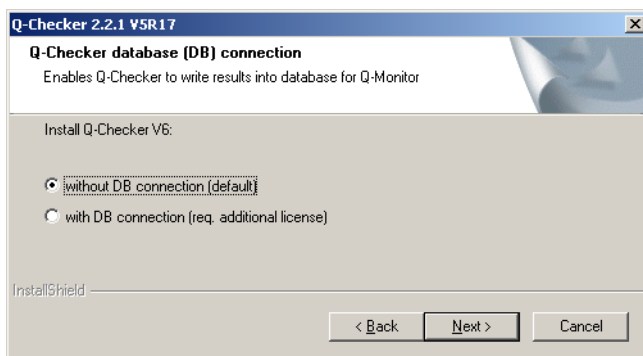 Q-Checker 2.2.1 V5R17
Q-Checker database (DB) connection
Enables Q-Checker to write results into database for Q-Monitor
Install Q-Checker V6:
without DB connection (default)
with DB connection (req. additional license)
InstallShield
< Back Next > Cancel